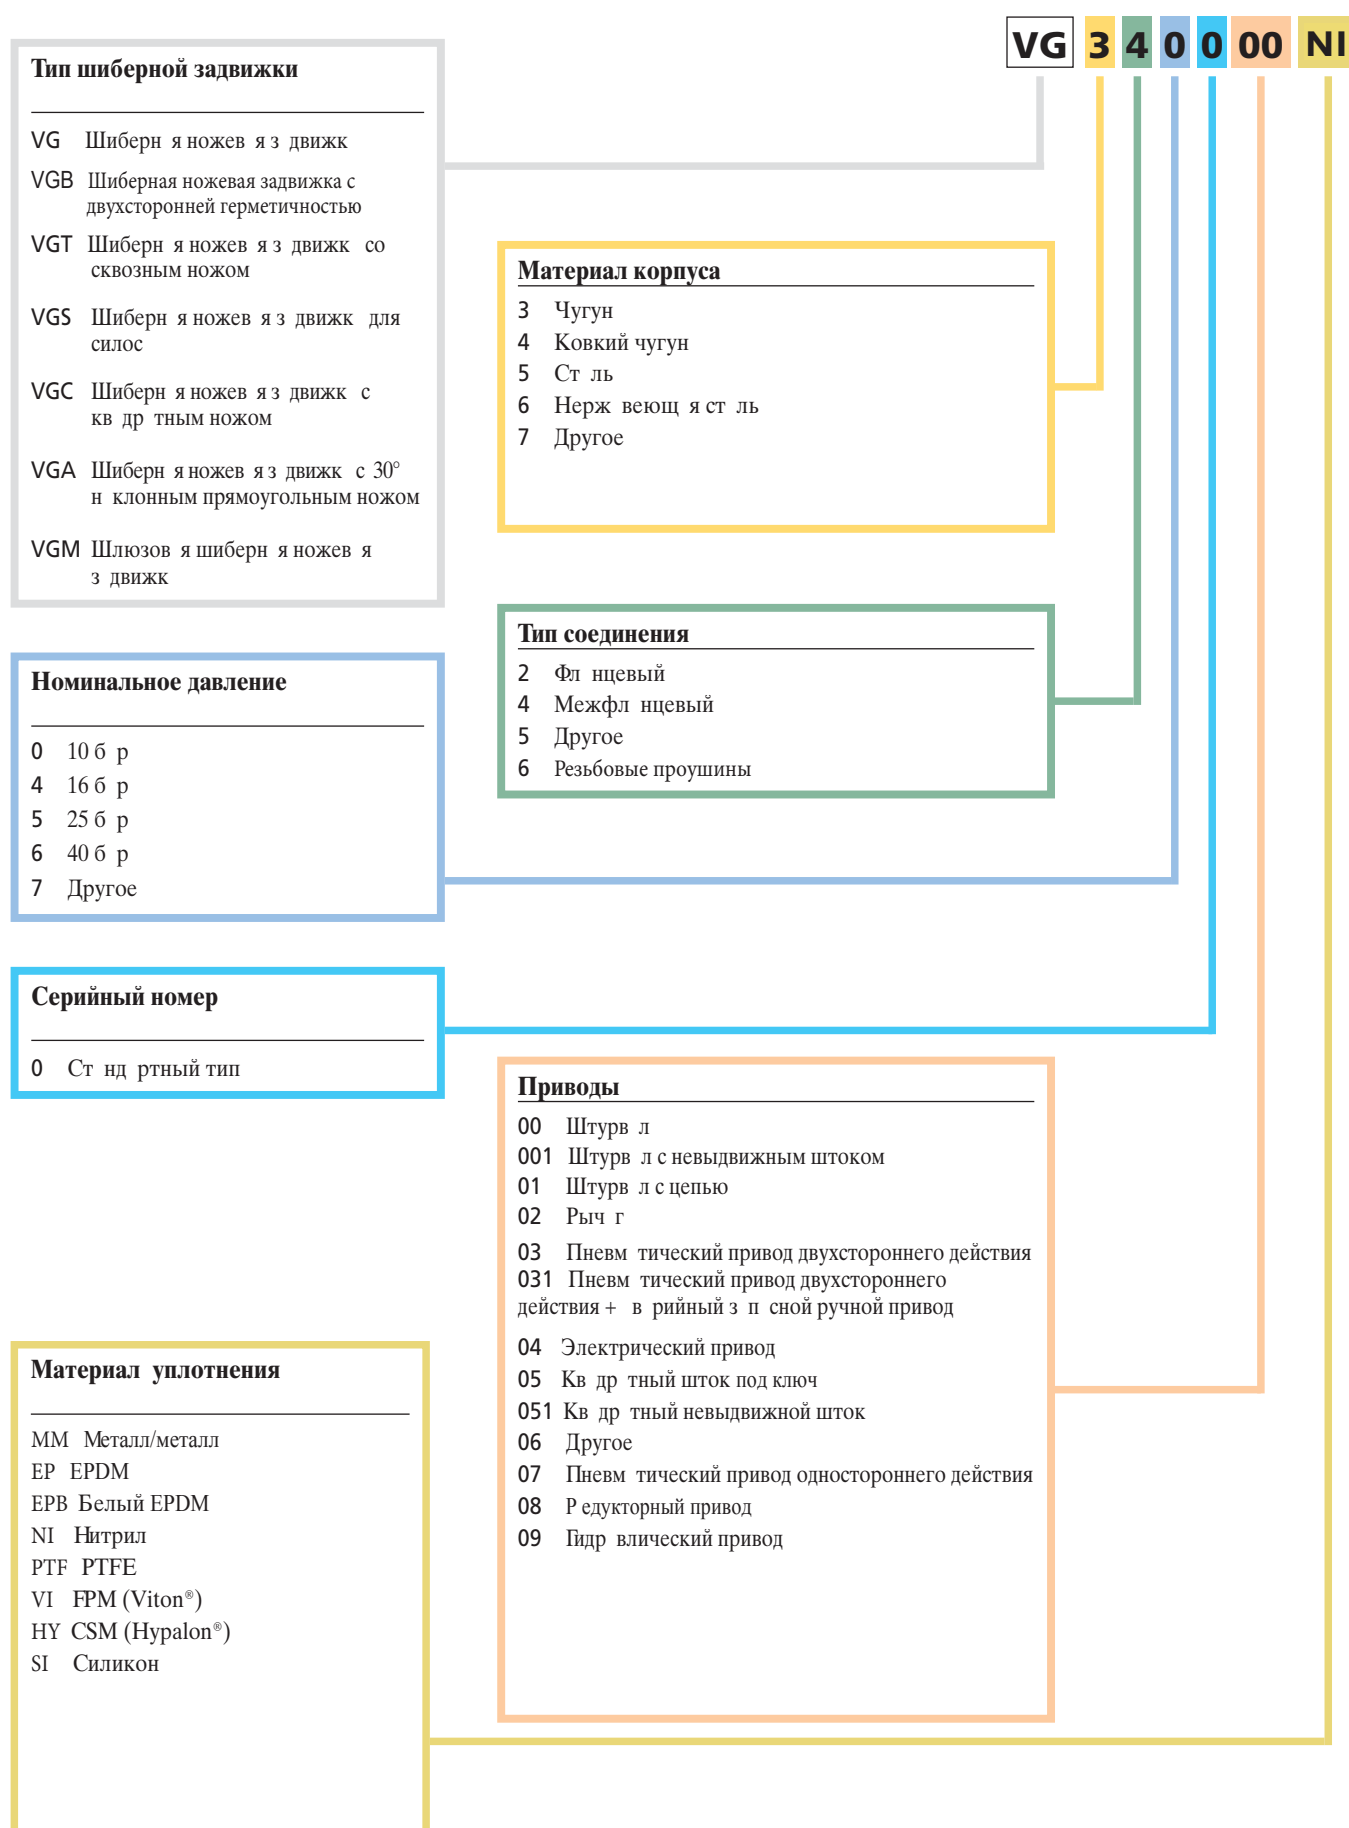 VG 3 4 0 0 00 NI
Тип шиберной задвижки
VG Шиберн я ножев я з движк
VGB Шиберная ножевая задвижка с
двухсторонней герметичностью
VGT Шиберн я ножев я з движк со
сквозным ножом
VGS Шиберн я ножев я з движк для
силос
VGC Шиберн я ножев я з движк с
кв др тным ножом
VGA Шиберн я ножев я з движк с 30°
н клонным прямоугольным ножом
VGM Шлюзов я шиберн я ножев я
з движк
Материал корпуса
3 Чугун
4 Ковкий чугун
5 Ст ль
6 Нерж веющ я ст ль
7 Другое
Тип соединения
2 Фл нцевый
4 Межфл нцевый
5 Другое
6 Резьбовые проушины
Номинальное давление
0 10 б р
4 16 б р
5 25 б р
6 40 б р
7 Другое
Серийный номер
0 Ст нд ртный тип
Приводы
00 Штурв л
001 Штурв л с невыдвижным штоком
01 Штурв л с цепью
02 Рыч г
03 Пневм тический привод двухстороннего действия
031 Пневм тический привод двухстороннего
действия + в рийный з п сной ручной привод
04 Электрический привод
05 Кв др тный шток под ключ
051 Кв др тный невыдвижной шток
06 Другое
07 Пневм тический привод одностороннего действия
08 Р едукторный привод
09 Гидр влический привод
Материал уплотнения
MM Металл/металл
EP EPDM
EPB Белый EPDM
NI Нитрил
PTF PTFE
VI FPM (Viton®)
HY CSM (Hypalon®)
SI Силикон